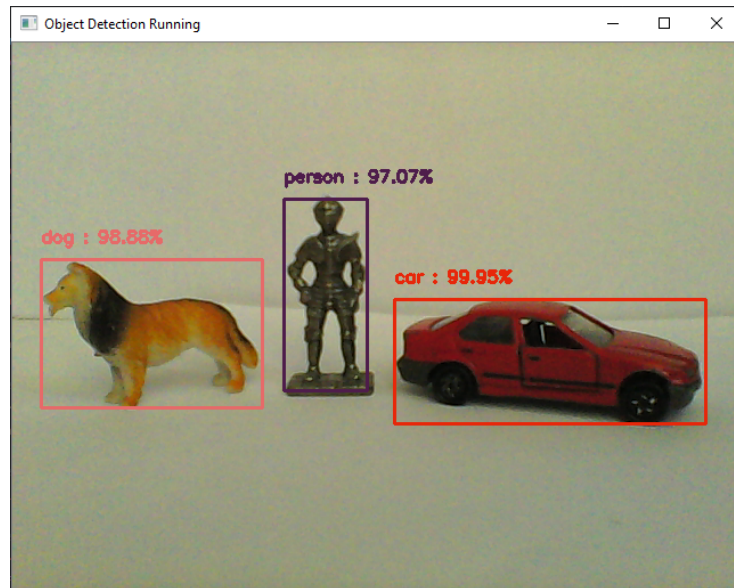 Object Detection Running
person : 97.07%
dog : 98.88%
car : 99.95%